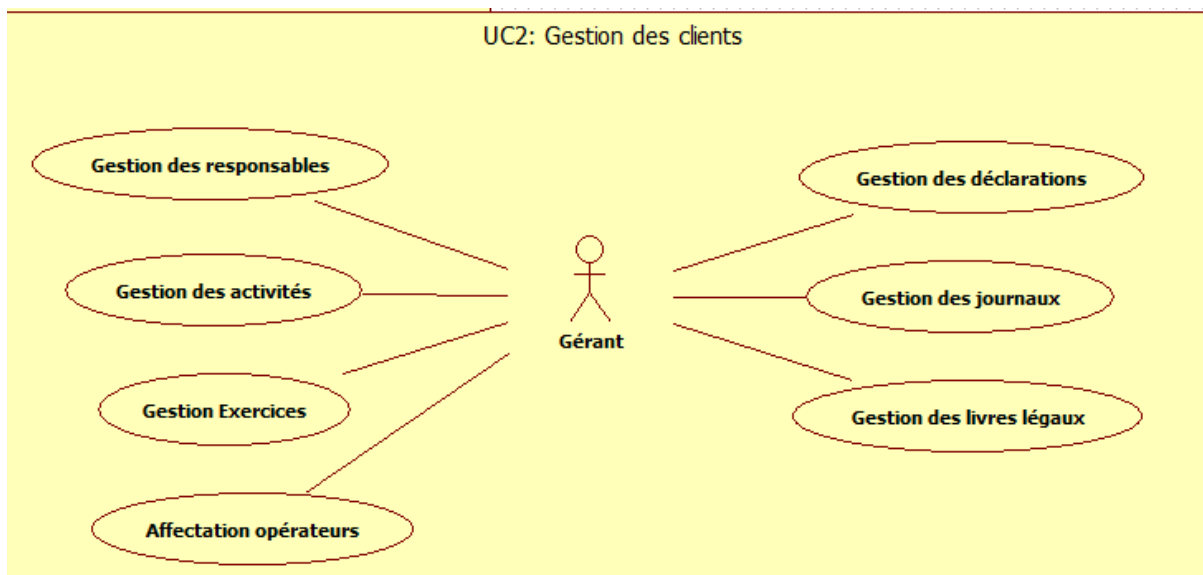 UC2: Gestion des clients
Gestion des responsables
Gestion des déclarations
Gestion des activités
Gestion des journaux
Gérant
Gestion Exercices
Gestion des livres légaux
Affectation opérateurs